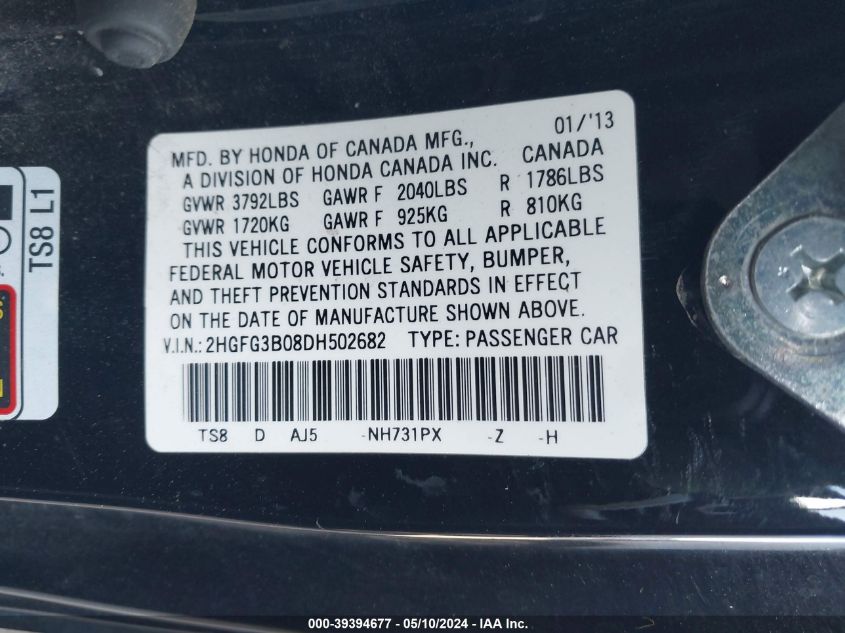 01/'13
MFD. BY HONDA OF CANADA MFG.,
A DIVISION OF HONDA CANADA INC. CANADA
GVWR 3792LBS GAWR F 2040LBS R 1786LBS
GVWR 1720KG GAWR F 925KG R 810KG
THIS VEHICLE CONFORMS TO ALL APPLICABLE
FEDERAL MOTOR VEHICLE SAFETY, BUMPER,
AND THEFT PREVENTION STANDARDS IN EFFECT
ON THE DATE OF MANUFACTURE SHOWN ABOVE.
V.I.N.: 2HGFG3B08DH502682 TYPE: PASSENGER CAR
TS8 D AJ5 -NH731PX -Z -H
TS8 L1
000-39394677 - 05/10/2024 - IAA Inc.